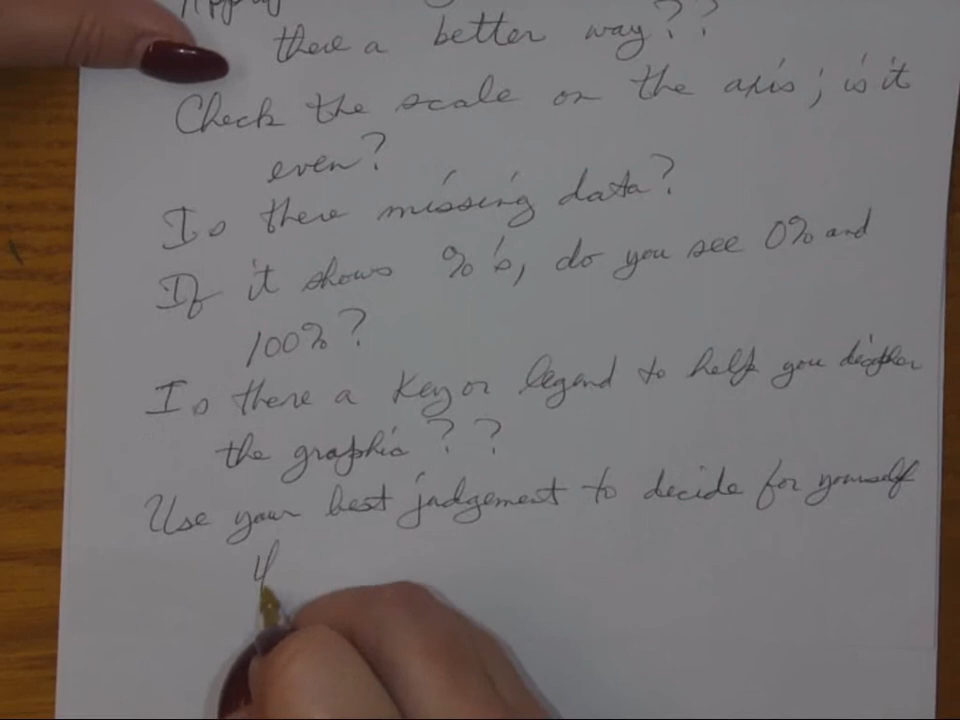 there a better way??
Check the scale on the axis; is it
even?
Is there missing data?
If it shows %'s, do you see 0% and
100%?
Is there a key or legend to help you decipher
the graphic??
Use your best judgement to decide for yourself